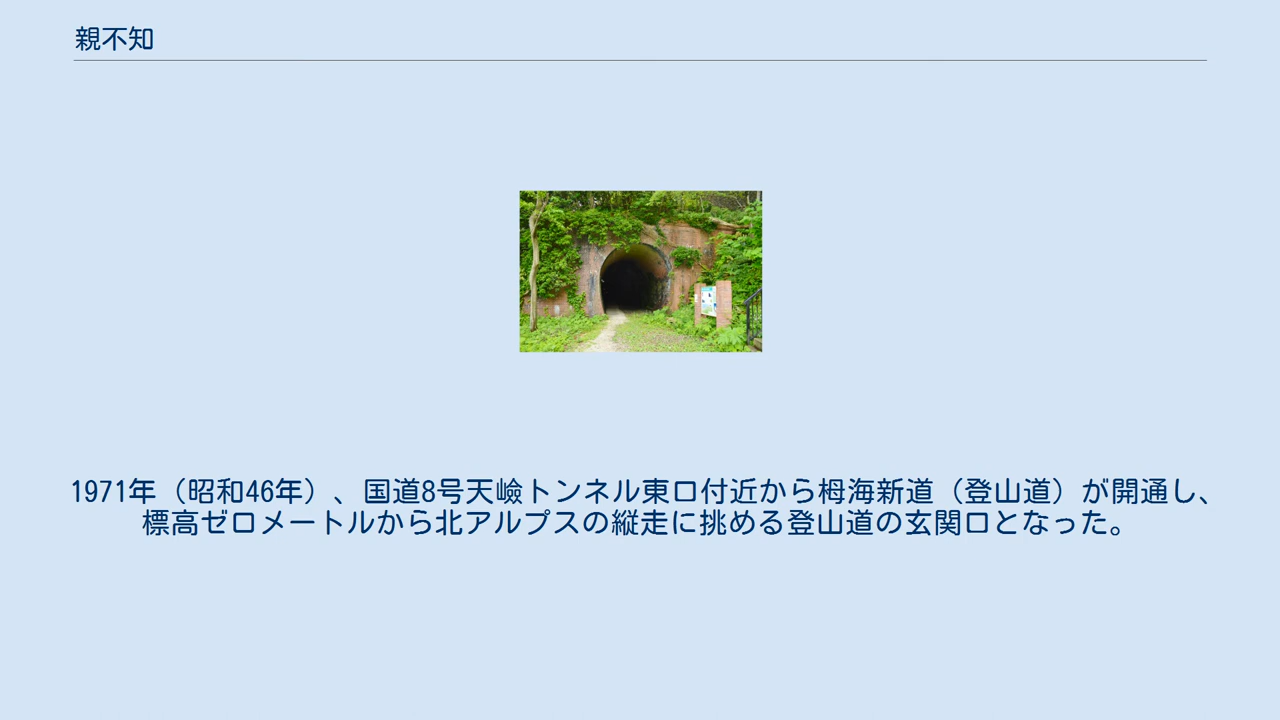 親不知
1971年（昭和46年）、国道8号天嶮トンネル東口付近から栂海新道（登山道）が開通し、
標高ゼロメートルから北アルプスの縦走に挑める登山道の玄関口となった。